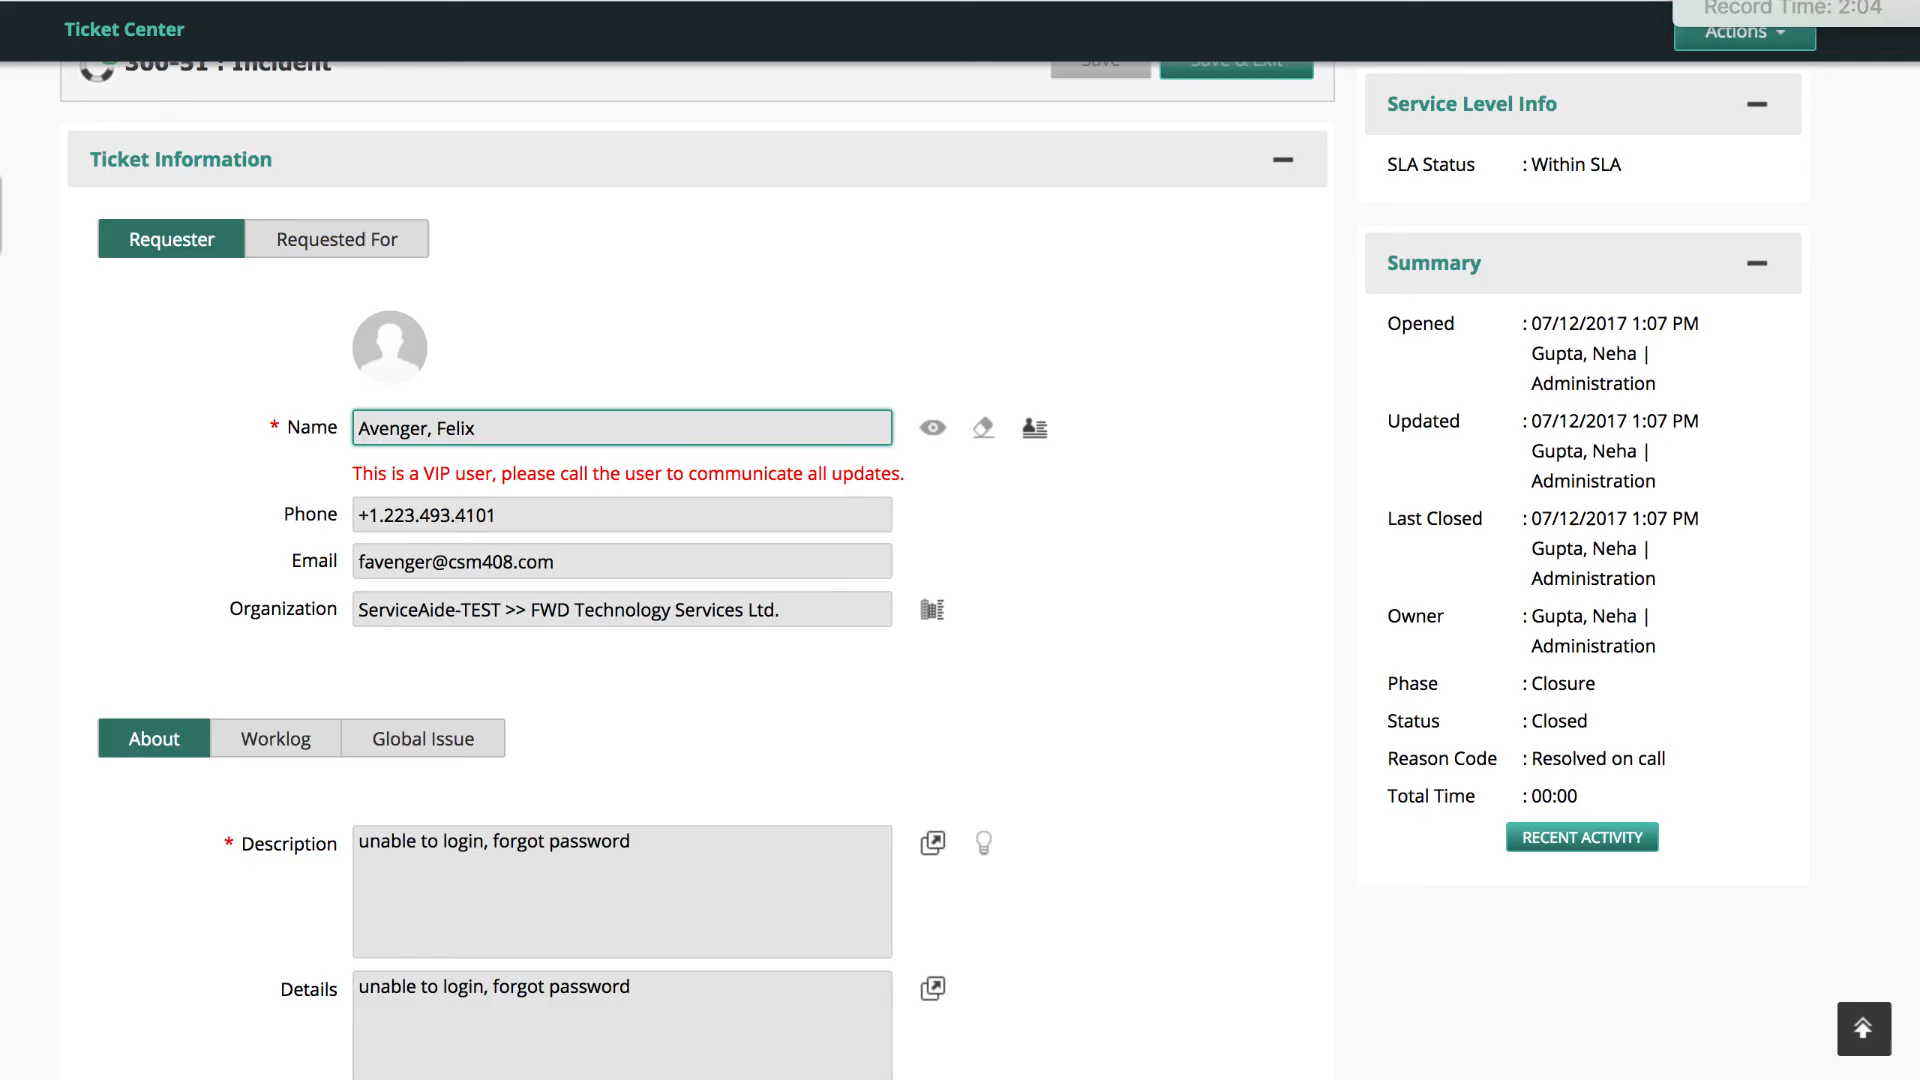 Record Time: 2:04
Ticket Center
Actions
300-51 : Incident
Save
Save & Exit
Ticket Information
Requester
Requested For
* Name
Avenger, Felix
This is a VIP user, please call the user to communicate all updates.
Phone
+1.223.493.4101
Email
favenger@csm408.com
Organization
ServiceAide-TEST >> FWD Technology Services Ltd.
About
Worklog
Global Issue
* Description
unable to login, forgot password
Details
unable to login, forgot password
Service Level Info
SLA Status : Within SLA
Summary
Opened : 07/12/2017 1:07 PM
Gupta, Neha |
Administration
Updated : 07/12/2017 1:07 PM
Gupta, Neha |
Administration
Last Closed : 07/12/2017 1:07 PM
Gupta, Neha |
Administration
Owner : Gupta, Neha |
Administration
Phase : Closure
Status : Closed
Reason Code : Resolved on call
Total Time : 00:00
RECENT ACTIVITY